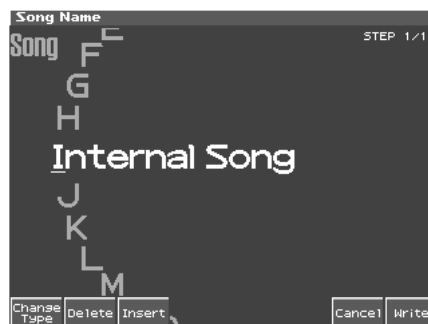 Song Name
Song
STEP 1/1
E
F
G
H
Internal Song
J
K
L
M
Change Type
Delete
Insert
Cancel
Write